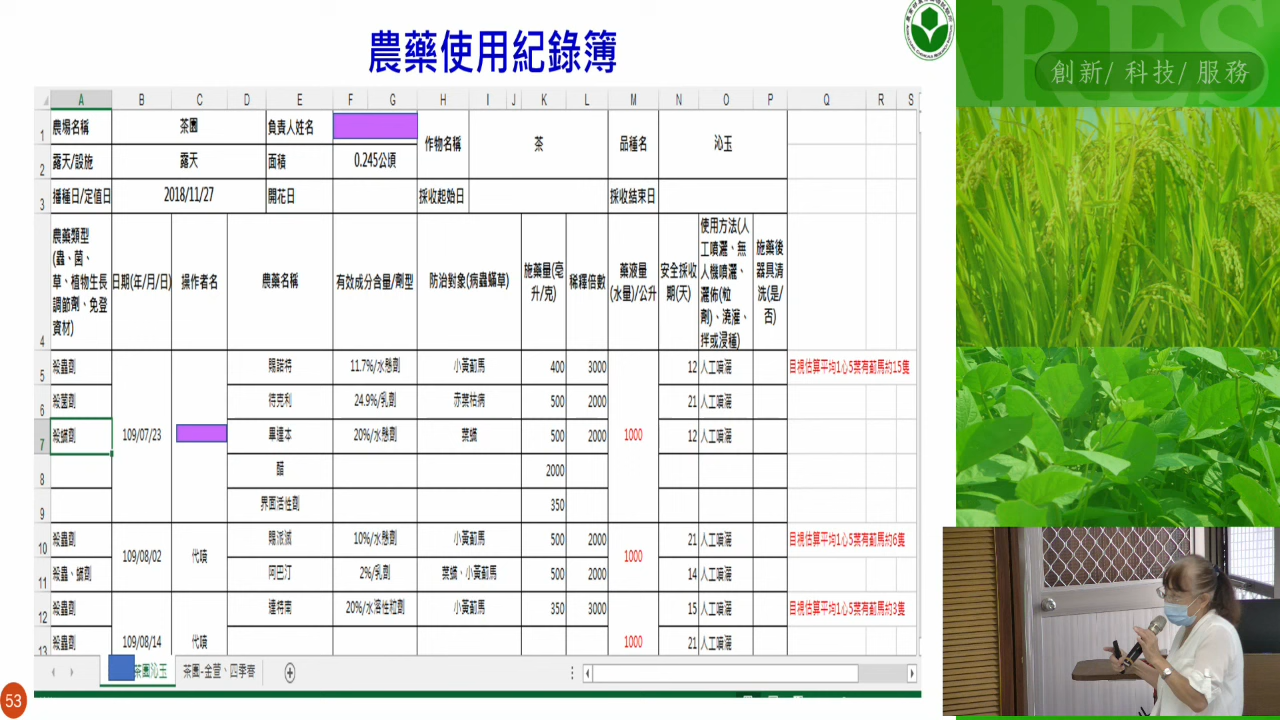 農藥使用紀錄簿
創新/ 科技/ 服務
A B C D E F G H I J K L M N O P Q R S
1 農場名稱 茶園 負責人姓名 作物名稱 茶 品種名 沁玉
2 露天/設施 露天 面積 0.245公頃
3 播種日/定值日 2018/11/27 開花日 採收起始日 採收結束日
4 農藥類型(蟲、菌、草、植物生長調節劑、免登資材) 日期(年/月/日) 操作者名 農藥名稱 有效成分含量/劑型 防治對象(病蟲蟎草) 施藥量(毫升/克) 稀釋倍數 藥液量(水量)/公升 安全採收期(天) 使用方法(人工噴灑、無人機噴灑、灑佈(粒劑)、澆灌、拌或浸種) 施藥後器具清洗(是/否)
5 殺蟲劑 賜諾特 11.7%/水懸劑 小黃薊馬 400 3000 12 人工噴灑 目視估算平均1心5葉有薊馬約15隻
6 殺菌劑 待克利 24.9%/乳劑 赤葉枯病 500 2000 21 人工噴灑
7 殺蟎劑 109/07/23 畢達本 20%/水懸劑 葉蟎 500 2000 1000 12 人工噴灑
8 醋 2000
9 界面活性劑 350
10 殺蟲劑 109/08/02 代噴 賜派滅 10%/水懸劑 小黃薊馬 500 2000 1000 21 人工噴灑 目視估算平均1心5葉有薊馬約6隻
11 殺蟲、蟎劑 阿巴汀 2%/乳劑 葉蟎、小黃薊馬 500 2000 14 人工噴灑
12 殺蟲劑 達特南 20%/水溶性粒劑 小黃薊馬 350 3000 15 人工噴灑 目視估算平均1心5葉有薊馬約3隻
13 殺蟲劑 109/08/14 代噴 1000 21 人工噴灑
茶園沁玉 茶園-金萱、四季春
53